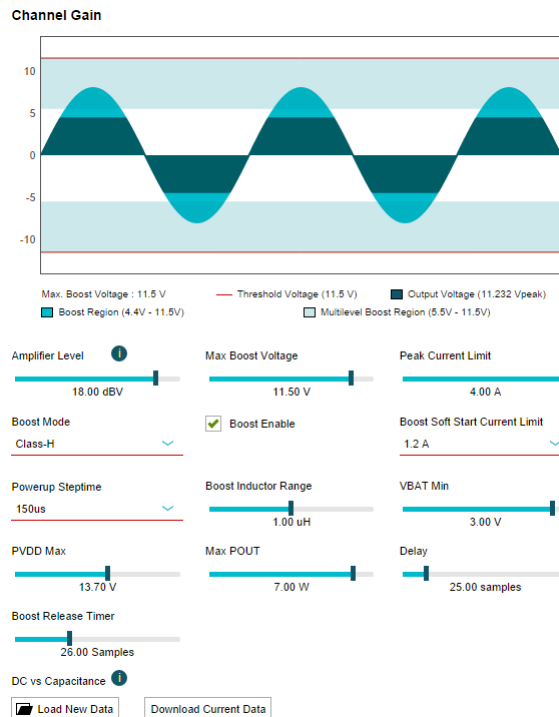 Channel Gain
10
5
0
-5
-10
Max. Boost Voltage : 11.5 V
Threshold Voltage (11.5 V)
Output Voltage (11.232 Vpeak)
Boost Region (4.4V - 11.5V)
Multilevel Boost Region (5.5V - 11.5V)
Amplifier Level i
Max Boost Voltage
Peak Current Limit
18.00 dBV
11.50 V
4.00 A
Boost Mode
Boost Enable
Boost Soft Start Current Limit
Class-H
1.2 A
Powerup Steptime
Boost Inductor Range
VBAT Min
150us
1.00 uH
3.00 V
PVDD Max
Max POUT
Delay
13.70 V
7.00 W
25.00 samples
Boost Release Timer
26.00 Samples
DC vs Capacitance i
Load New Data
Download Current Data